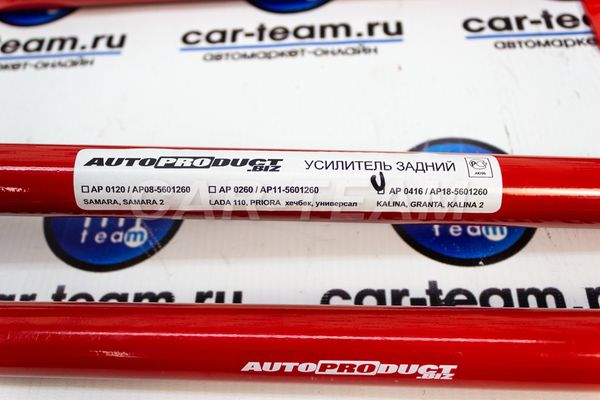 car-team.ru
car-team.ru
автомаркет-онлайн
автомаркет-онлайн
AUTOPRODUCT.BIZ УСИЛИТЕЛЬ ЗАДНИЙ
AP 0120 / AP08-5601260 AP 0260 / AP11-5601260 AP 0416 / AP18-5601260
SAMARA, SAMARA 2 LADA 110, PRIORA хечбек, универсал KALINA, GRANTA, KALINA 2
CAR-TEAM
team
car-team.ru
car-team.ru
AUTOPRODUCT.BIZ